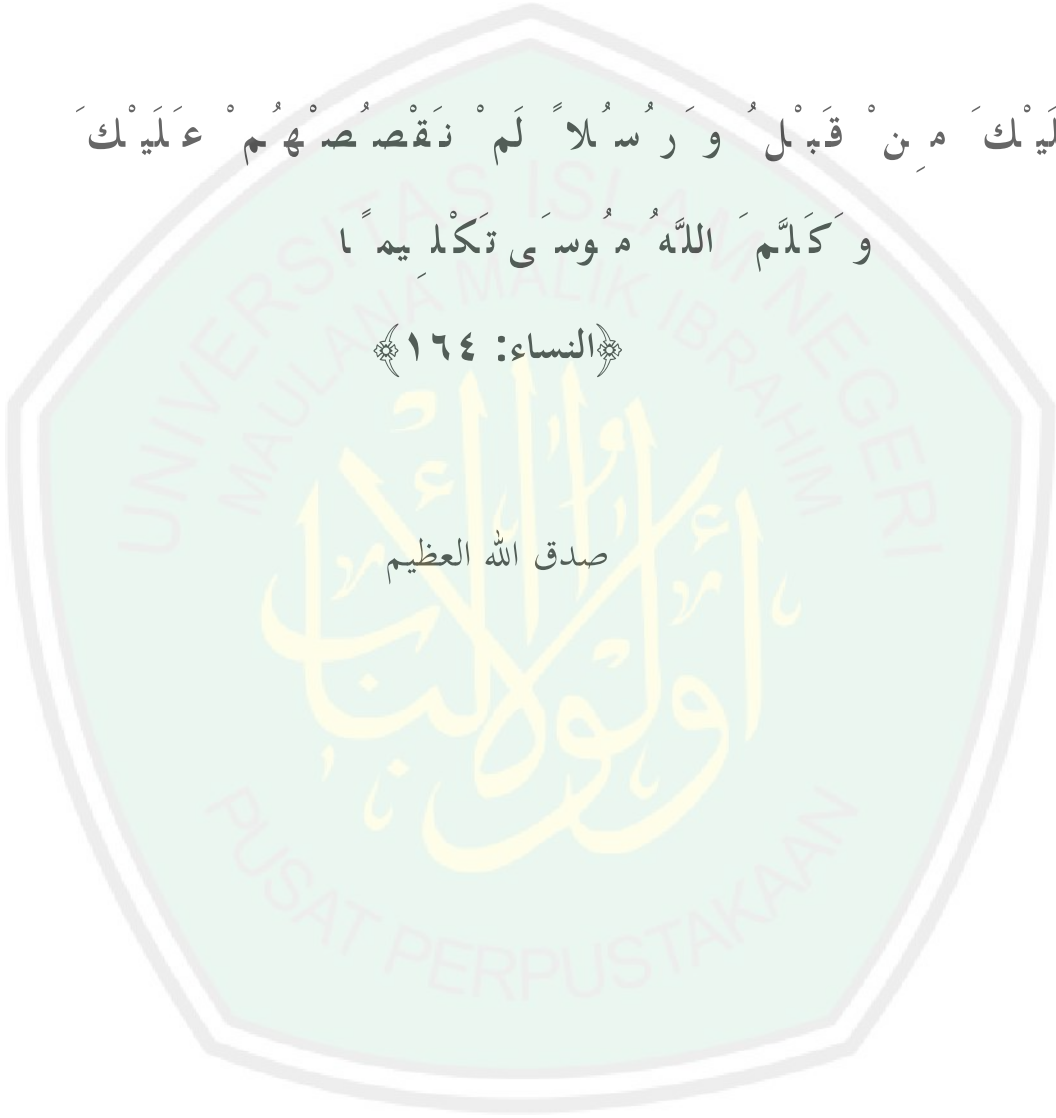 لَيْكَ مِنْ قَبْلُ وَرُسُلاً لَمْ نَقْصُصْهُمْ عَلَيْكَ
وَكَلَّمَ اللَّهُ مُوسَى تَكْلِيمًا
﴿النساء: ١٦٤﴾
صدق الله العظيم
UNIVERSITAS ISLAM NEGERI
MAULANA MALIK IBRAHIM
PUSAT PERPUSTAKAAN